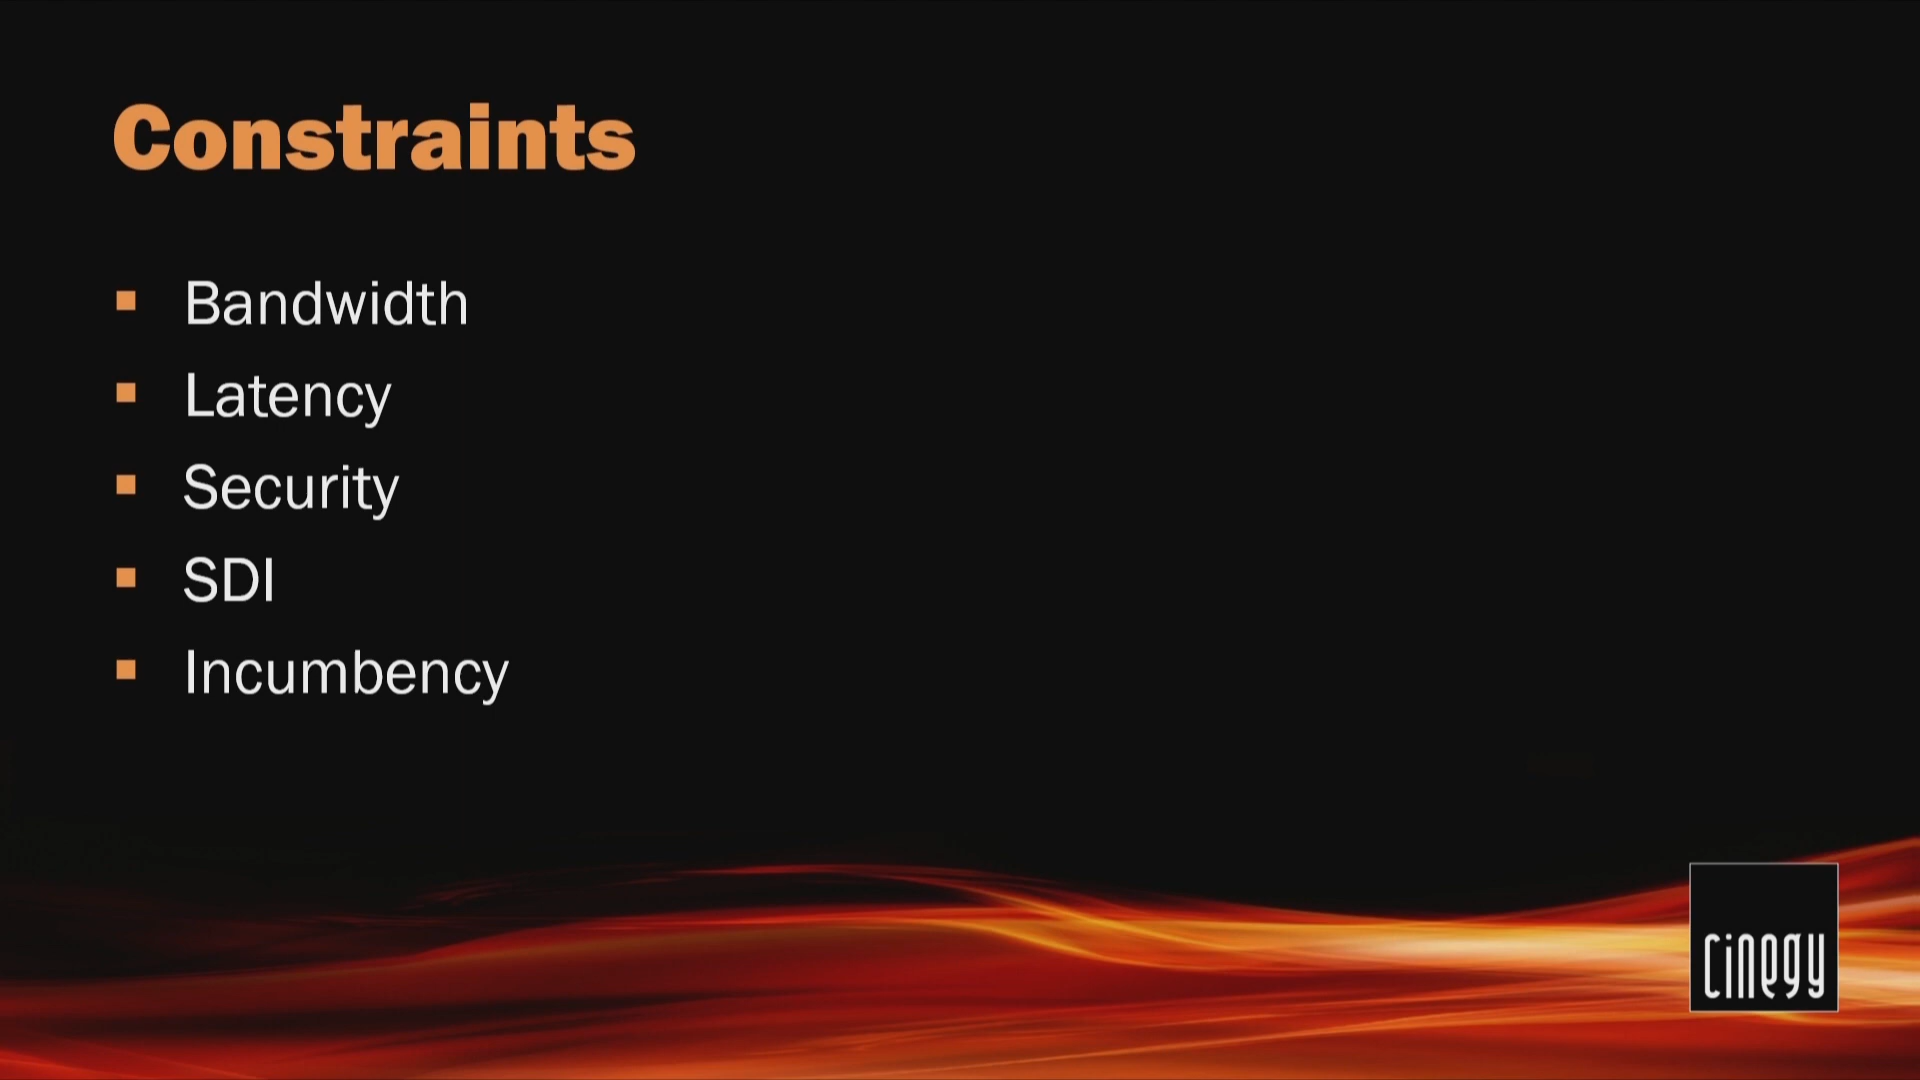 Constraints
Bandwidth
Latency
Security
SDI
Incumbency
cinegy